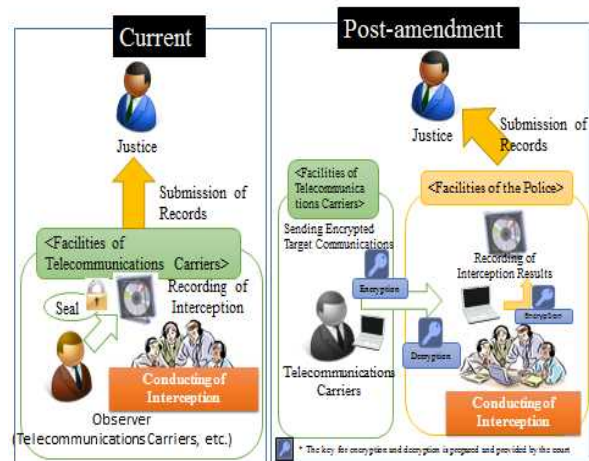 Current
Justice
Submission of
Records
<Facilities of
Telecommunications Carriers>
Seal
Recording of
Interception
Conducting of
Interception
Observer
(Telecommunications Carriers, etc.)
Post-amendment
Justice
Submission of
Records
<Facilities of
Telecommunica
tions Carriers>
<Facilities of the Police>
Sending Encrypted
Target Communications
Encryption
Recording of
Interception Results
Encryption
Decryption
Telecommunications
Carriers
Conducting of
Interception
* The key for encryption and decryption is prepared and provided by the court